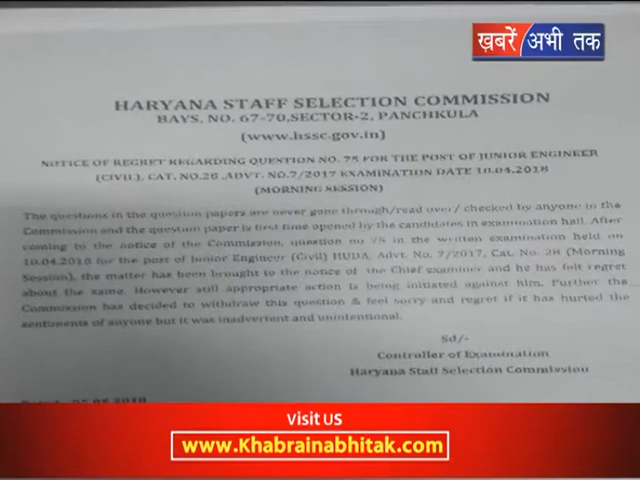 ख़बरें अभी तक
HARYANA STAFF SELECTION COMMISSION
BAYS. NO. 67-70,SECTOR-2, PANCHKULA
(www.hssc.gov.in)
NOTICE OF REGRET REGARDING QUESTION NO. 75 FOR THE POST OF JUNIOR ENGINEER
(CIVIL), CAT. NO.28 ,ADVT. NO.7/2017 EXAMINATION DATE 10.04.2018
(MORNING SESSION)
The questions in the question papers are never gone through/read over/ checked by anyone in the
Commission and the question paper is first time opened by the candidates in examination hall. After
coming to the notice of the Commission, question no 75 in the written examination held on
10.04.2018 for the post of Junior Engineer (Civil) HUDA, Advt. No. 7/2017, Cat. No. 28 (Morning
Session), the matter has been brought to the notice of the Chief examiner and he has felt regret
about the same. However still appropriate action is being initiated against him. Further the
Commission has decided to withdraw this question & feel sorry and regret if it has hurted the
sentiments of anyone but it was inadvertent and unintentional.
Sd/-
Controller of Examination
Haryana Staff Selection Commission
Visit US
www.Khabrainabhitak.com